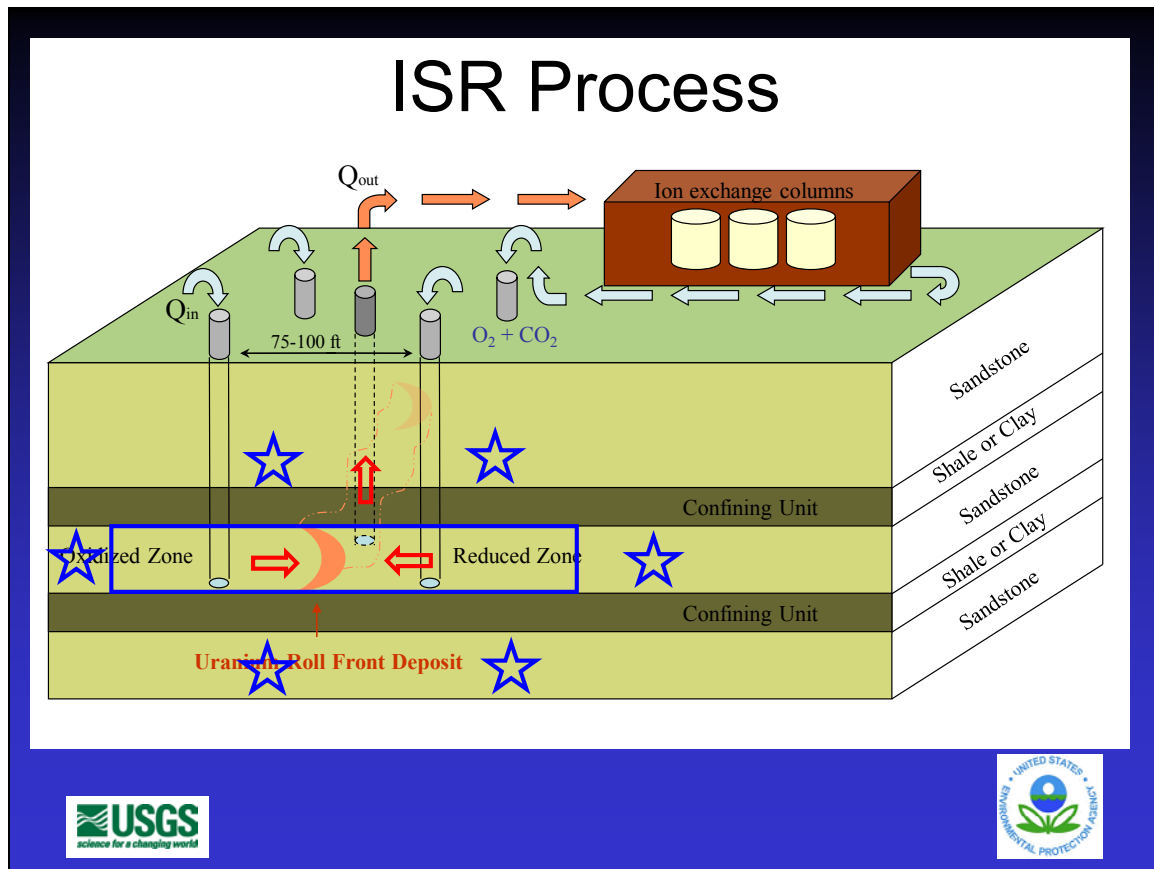 ISR Process
Qout
Ion exchange columns
Qin
O2 + CO2
75-100 ft
Sandstone
Shale or Clay
Sandstone
Shale or Clay
Sandstone
Confining Unit
Oxidized Zone
Reduced Zone
Confining Unit
Uranium Roll Front Deposit
USGS
science for a changing world
UNITED STATES
ENVIRONMENTAL PROTECTION AGENCY